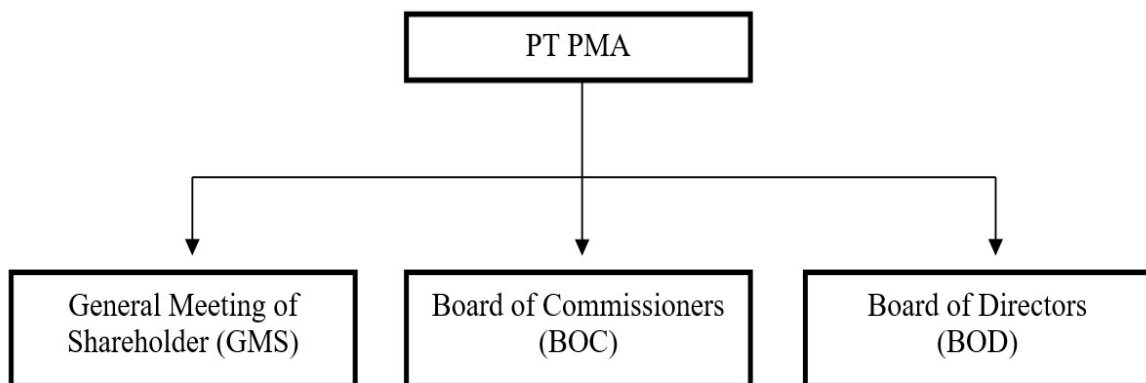 PT PMA
General Meeting of
Shareholder (GMS)
Board of Commissioners
(BOC)
Board of Directors
(BOD)